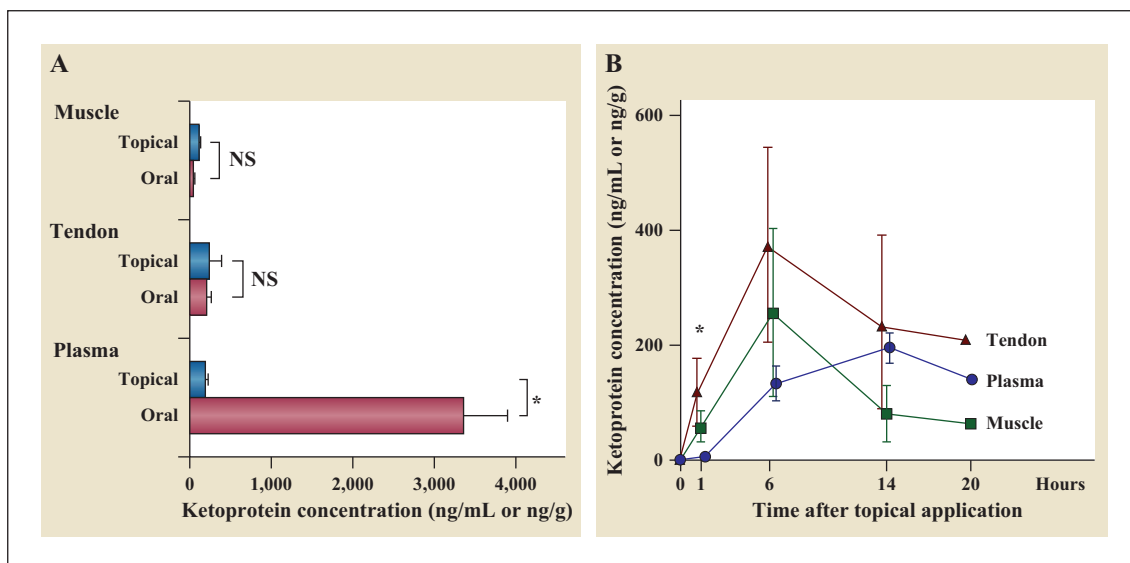 A
Muscle
Topical
Oral
NS
Tendon
Topical
Oral
NS
Plasma
Topical
Oral
*
0 1,000 2,000 3,000 4,000
Ketoprotein concentration (ng/mL or ng/g)
B
Ketoprotein concentration (ng/mL or ng/g)
600
400
200
0
*
Tendon
Plasma
Muscle
0 1 6 14 20 Hours
Time after topical application